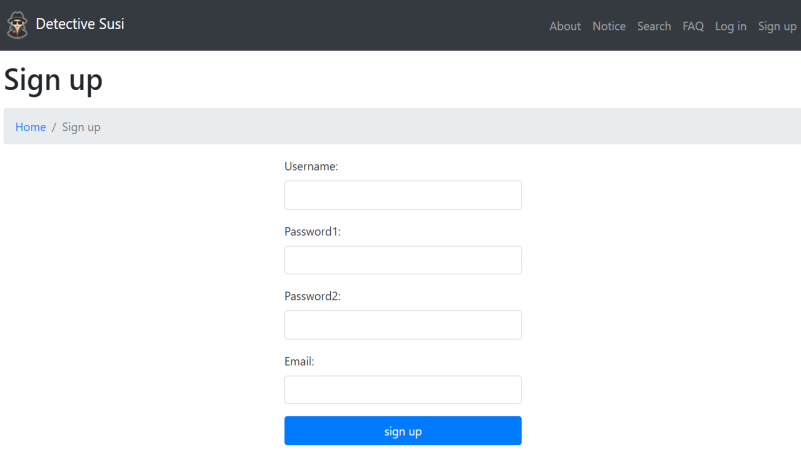 Detective Susi
About Notice Search FAQ Log in Sign up
Sign up
Home / Sign up
Username:
Password1:
Password2:
Email:
sign up